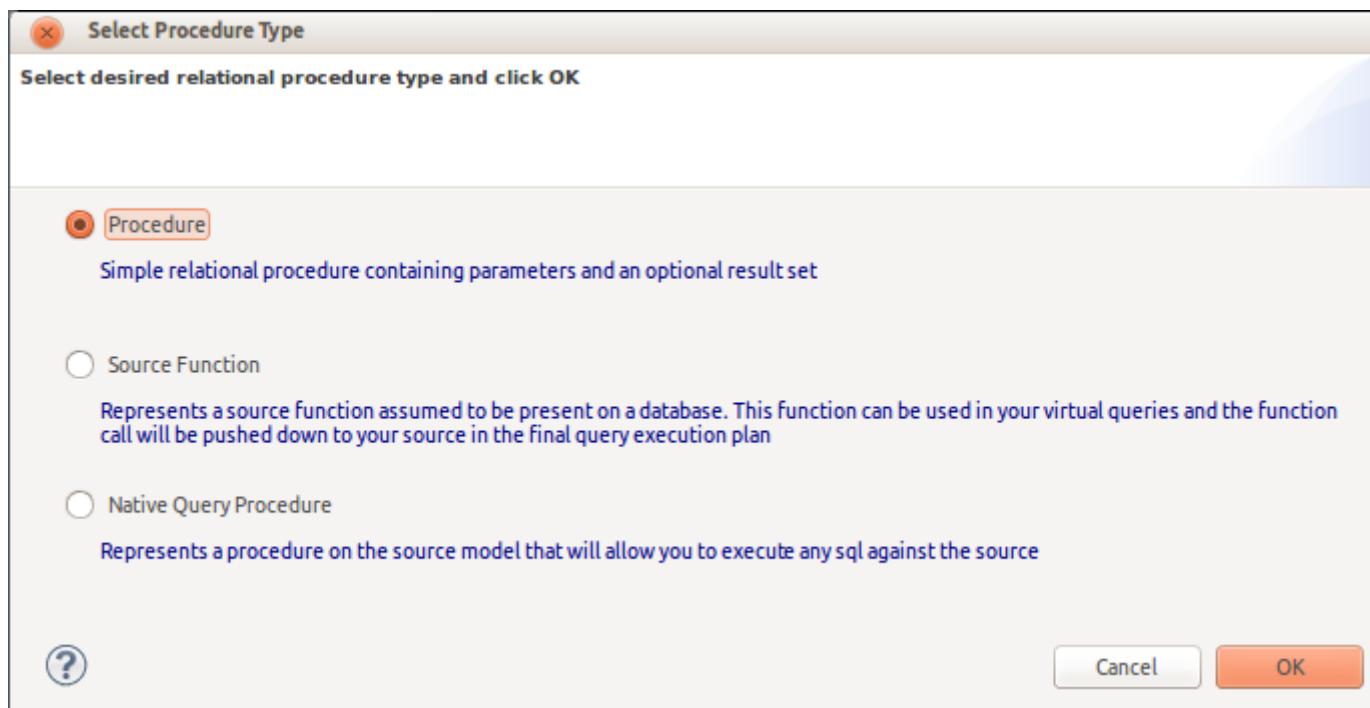 Select Procedure Type
Select desired relational procedure type and click OK
Procedure
Simple relational procedure containing parameters and an optional result set
Source Function
Represents a source function assumed to be present on a database. This function can be used in your virtual queries and the function
call will be pushed down to your source in the final query execution plan
Native Query Procedure
Represents a procedure on the source model that will allow you to execute any sql against the source
?
Cancel
OK